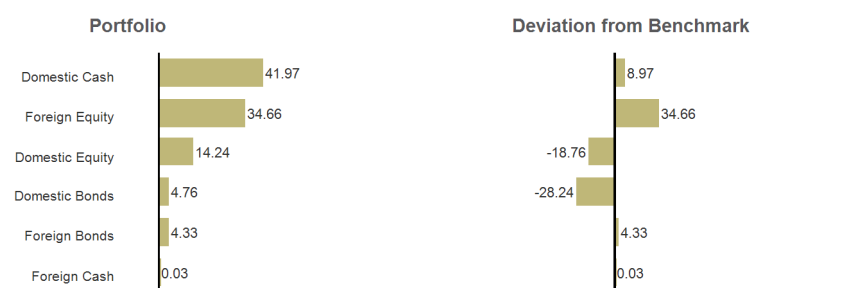 Portfolio Deviation from Benchmark
Domestic Cash 41.97 8.97
Foreign Equity 34.66 34.66
Domestic Equity 14.24 -18.76
Domestic Bonds 4.76 -28.24
Foreign Bonds 4.33 4.33
Foreign Cash 0.03 0.03